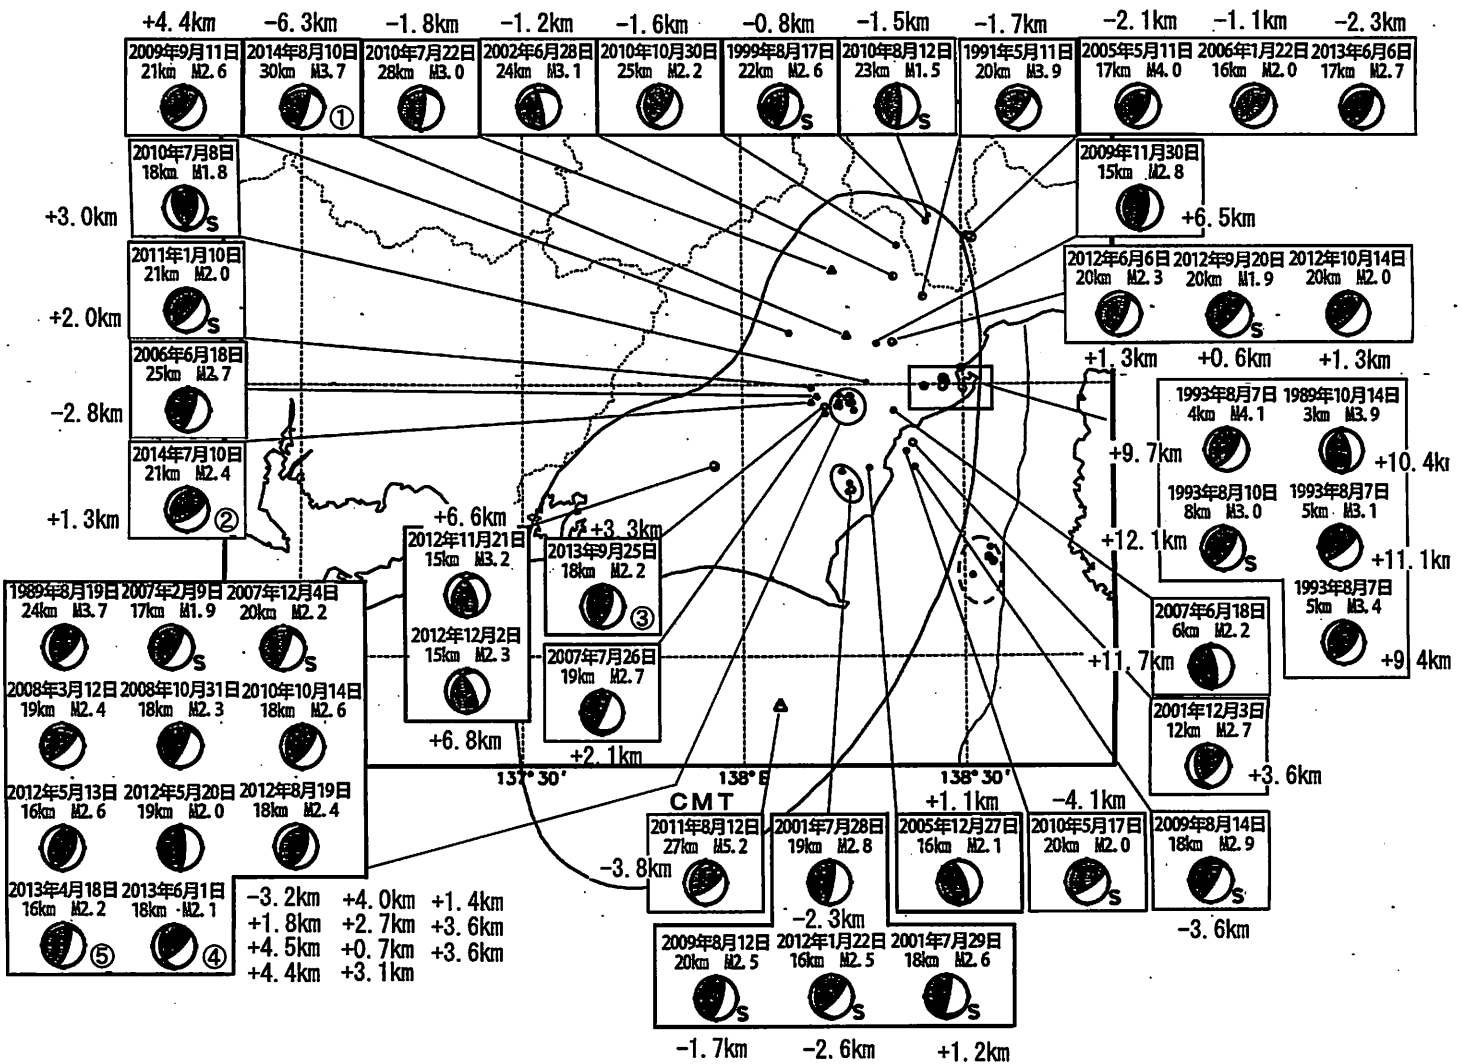 +4.4km -6.3km -1.8km -1.2km -1.6km -0.8km -1.5km -1.7km -2.1km -1.1km -2.3km
2009年9月11日 2014年8月10日 2010年7月22日 2002年6月28日 2010年10月30日 1999年8月17日 2010年8月12日 1991年5月11日 2005年5月11日 2006年1月22日 2013年6月6日
21km M2.6 30km M3.7 28km M3.0 24km M3.1 25km M2.2 22km M2.6 23km M1.5 20km M3.9 17km M4.0 16km M2.0 17km M2.7
① S S
2010年7月8日
18km M1.8
S
+3.0km
2009年11月30日
15km M2.8
+6.5km
2011年1月10日
21km M2.0
S
+2.0km
2012年6月6日 2012年9月20日 2012年10月14日
20km M2.3 20km M1.9 20km M2.0
S
+1.3km +0.6km +1.3km
2006年6月18日
25km M2.7
-2.8km
2014年7月10日
21km M2.4
②
+1.3km
1993年8月7日 1989年10月14日
4km M4.1 3km M3.9
+9.7km +10.4k
1993年8月10日 1993年8月7日
8km M3.0 5km M3.1
S
+12.1km +11.1km
1993年8月7日
5km M3.4
+9.4km
+6.6km
2012年11月21日
15km M3.2
2012年12月2日
15km M2.3
+6.8km
+3.3km
2013年9月25日
18km M2.2
③
2007年7月26日
19km M2.7
+2.1km
2007年6月18日
6km M2.2
+11.7km
2001年12月3日
12km M2.7
+3.6km
1989年8月19日 2007年2月9日 2007年12月4日
24km M3.7 17km M1.9 20km M2.2
S S
2008年3月12日 2008年10月31日 2010年10月14日
19km M2.4 18km M2.3 18km M2.6
2012年5月13日 2012年5月20日 2012年8月19日
16km M2.6 19km M2.0 18km M2.4
2013年4月18日 2013年6月1日
16km M2.2 18km M2.1
⑤ ④
-3.2km +4.0km +1.4km
+1.8km +2.7km +3.6km
+4.5km +0.7km +3.6km
+4.4km +3.1km
137°30′ 138°E 138°30′
CMT +1.1km -4.1km
2011年8月12日 2001年7月28日 2005年12月27日 2010年5月17日 2009年8月14日
27km M5.2 19km M2.8 16km M2.1 20km M2.0 18km M2.9
S S
-3.8km -2.3km -3.6km
2009年8月12日 2012年1月22日 2001年7月29日
20km M2.5 16km M2.5 18km M2.6
S S S
-1.7km -2.6km +1.2km